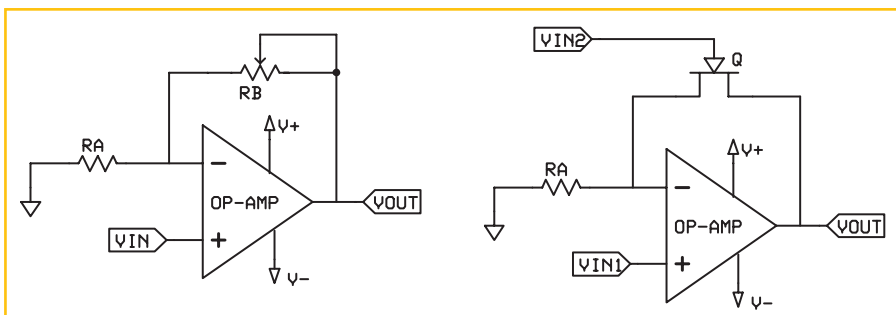 RB
RA
V+
OP-AMP
VOUT
VIN
V-
VIN2
Q
RA
V+
OP-AMP
VOUT
VIN1
V-